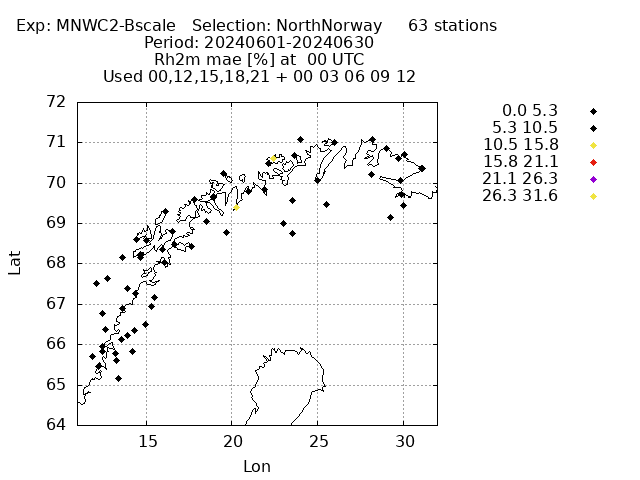 Exp: MNWC2-Bscale   Selection: NorthNorway     63 stations
Period: 20240601-20240630
Rh2m mae [%] at  00 UTC
Used 00,12,15,18,21 + 00 03 06 09 12
0.0 5.3
5.3 10.5
10.5 15.8
15.8 21.1
21.1 26.3
26.3 31.6
72
71
70
69
68
67
66
65
64
Lat
15 20 25 30
Lon